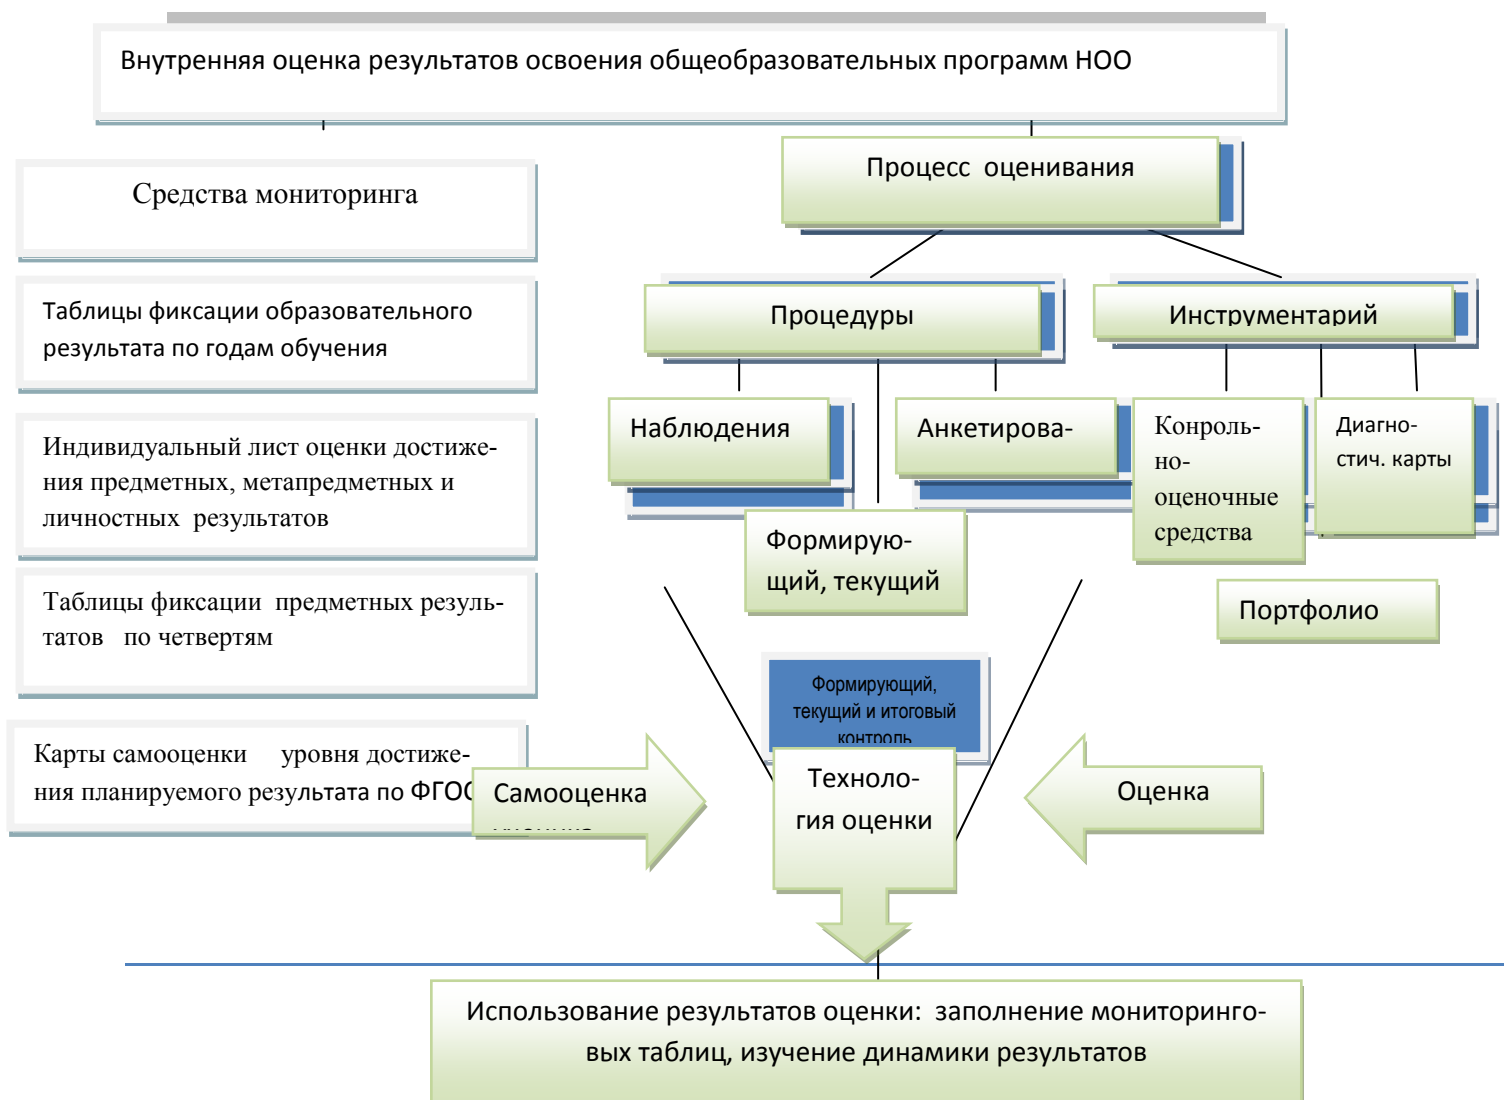 Внутренняя оценка результатов освоения общеобразовательных программ НОО
Процесс оценивания
Средства мониторинга
Таблицы фиксации образовательного
результата по годам обучения
Процедуры
Инструментарий
Индивидуальный лист оценки достиже-
ния предметных, метапредметных и
личностных результатов
Наблюдения
Анкетирова-
Конроль-
но-
оценочные
средства
Диагно-
стич. карты
Формирую-
щий, текущий
Портфолио
Таблицы фиксации предметных резуль-
татов по четвертям
Формирующий,
текущий и итоговый
контроль
Карты самооценки уровня достиже-
ния планируемого результата по ФГОС
Самооценка
Техноло-
гия оценки
Оценка
Использование результатов оценки: заполнение мониторинго-
вых таблиц, изучение динамики результатов